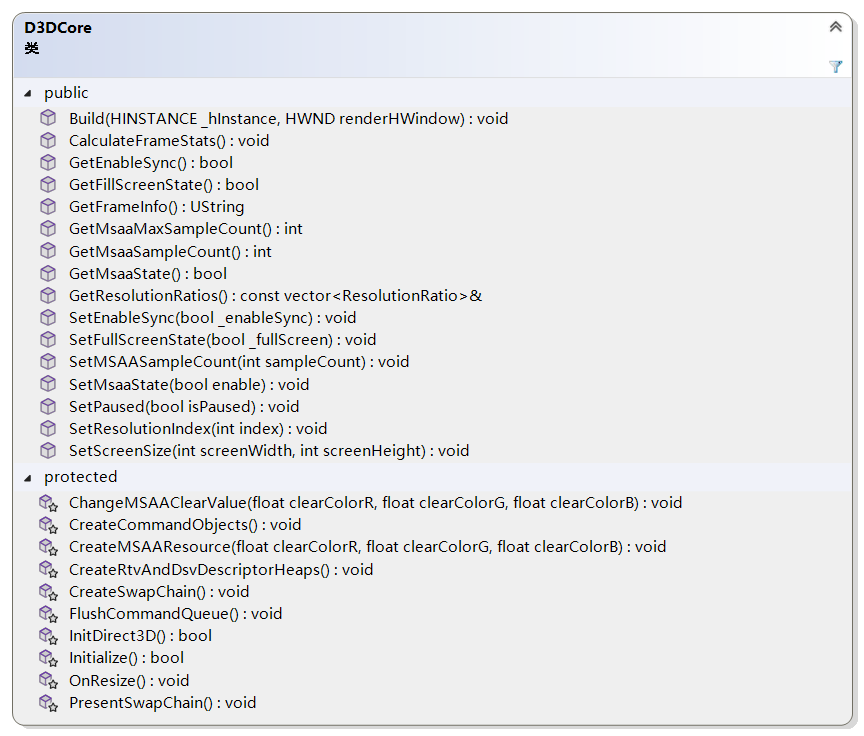 D3DCore
类
public
Build(HINSTANCE _hInstance, HWND renderHWindow) : void
CalculateFrameStats() : void
GetEnableSync() : bool
GetFillScreenState() : bool
GetFrameInfo() : UString
GetMsaaMaxSampleCount() : int
GetMsaaSampleCount() : int
GetMsaaState() : bool
GetResolutionRatios() : const vector<ResolutionRatio>&
SetEnableSync(bool _enableSync) : void
SetFullScreenState(bool _fullScreen) : void
SetMSAASampleCount(int sampleCount) : void
SetMsaaState(bool enable) : void
SetPaused(bool isPaused) : void
SetResolutionIndex(int index) : void
SetScreenSize(int screenWidth, int screenHeight) : void
protected
ChangeMSAAClearValue(float clearColorR, float clearColorG, float clearColorB) : void
CreateCommandObjects() : void
CreateMSAAResource(float clearColorR, float clearColorG, float clearColorB) : void
CreateRtvAndDsvDescriptorHeaps() : void
CreateSwapChain() : void
FlushCommandQueue() : void
InitDirect3D() : bool
Initialize() : bool
OnResize() : void
PresentSwapChain() : void